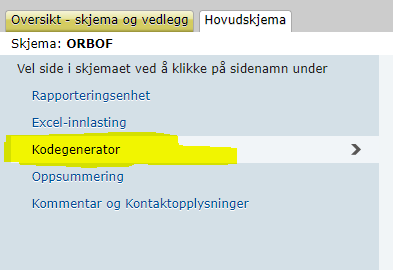 Oversikt - skjema og vedlegg Hovudskjema
Skjema: ORBOF
Vel side i skjemaet ved å klikke på sidenamn under
Rapporteringsenhet
Excel-innlasting
Kodegenerator
Oppsummering
Kommentar og Kontaktopplysninger